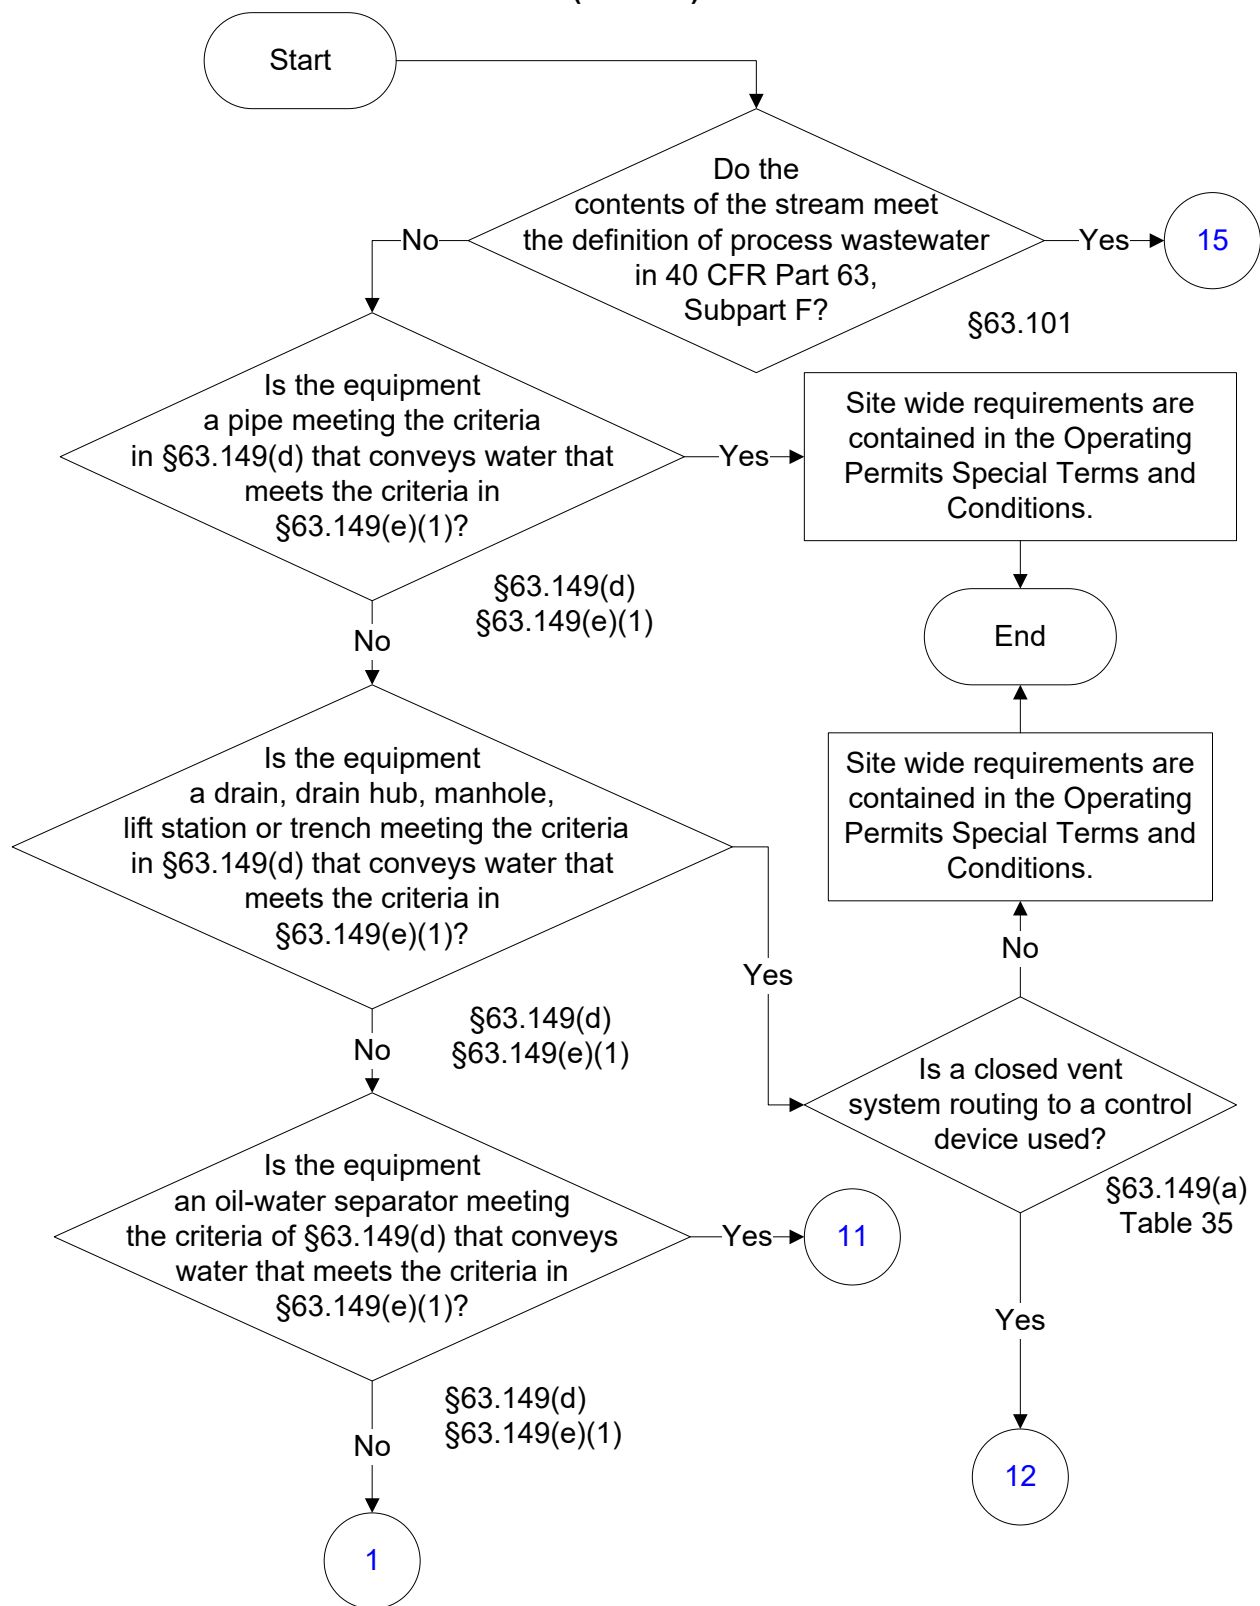 Start
Do the
contents of the stream meet
the definition of process wastewater
in 40 CFR Part 63,
Subpart F?
No
Yes
15
§63.101
Is the equipment
a pipe meeting the criteria
in §63.149(d) that conveys water that
meets the criteria in
§63.149(e)(1)?
Yes
Site wide requirements are
contained in the Operating
Permits Special Terms and
Conditions.
§63.149(d)
§63.149(e)(1)
No
End
Is the equipment
a drain, drain hub, manhole,
lift station or trench meeting the criteria
in §63.149(d) that conveys water that
meets the criteria in
§63.149(e)(1)?
Site wide requirements are
contained in the Operating
Permits Special Terms and
Conditions.
No
Yes
§63.149(d)
§63.149(e)(1)
No
Is a closed vent
system routing to a control
device used?
§63.149(a)
Table 35
Is the equipment
an oil-water separator meeting
the criteria of §63.149(d) that conveys
water that meets the criteria in
§63.149(e)(1)?
Yes
11
Yes
§63.149(d)
§63.149(e)(1)
No
12
1